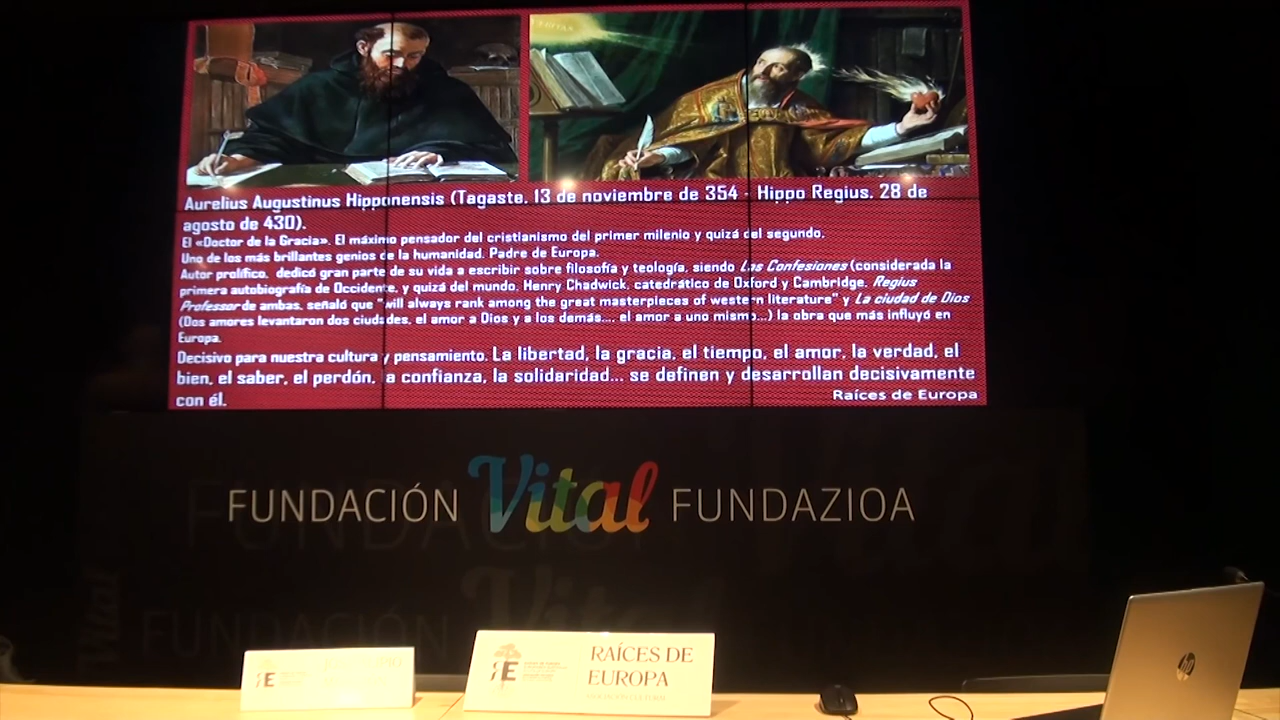 Aurelius Augustinus Hipponensis (Tagaste, 13 de noviembre de 354 - Hippo Regius, 28 de
agosto de 430).
El «Doctor de la Gracia». El máximo pensador del cristianismo del primer milenio y quizá del segundo.
Uno de los más brillantes genios de la humanidad. Padre de Europa.
Autor prolífico, dedicó gran parte de su vida a escribir sobre filosofía y teología, siendo Las Confesiones (considerada la
primera autobiografía de Occidente, y quizá del mundo. Henry Chadwick, catedrático de Oxford y Cambridge, Regius
Professor de ambas, señaló que "will always rank among the great masterpieces of western literature" y La ciudad de Dios
(Dos amores levantaron dos ciudades, el amor a Dios y a los demás..., el amor a uno mismo...) la obra que más influyó en
Europa.
Decisivo para nuestra cultura y pensamiento. La libertad, la gracia, el tiempo, el amor, la verdad, el
bien, el saber, el perdón, la confianza, la solidaridad... se definen y desarrollan decisivamente
con él.
Raíces de Europa
FUNDACIÓN Vital FUNDAZIOA
RAÍCES DE
EUROPA
hp